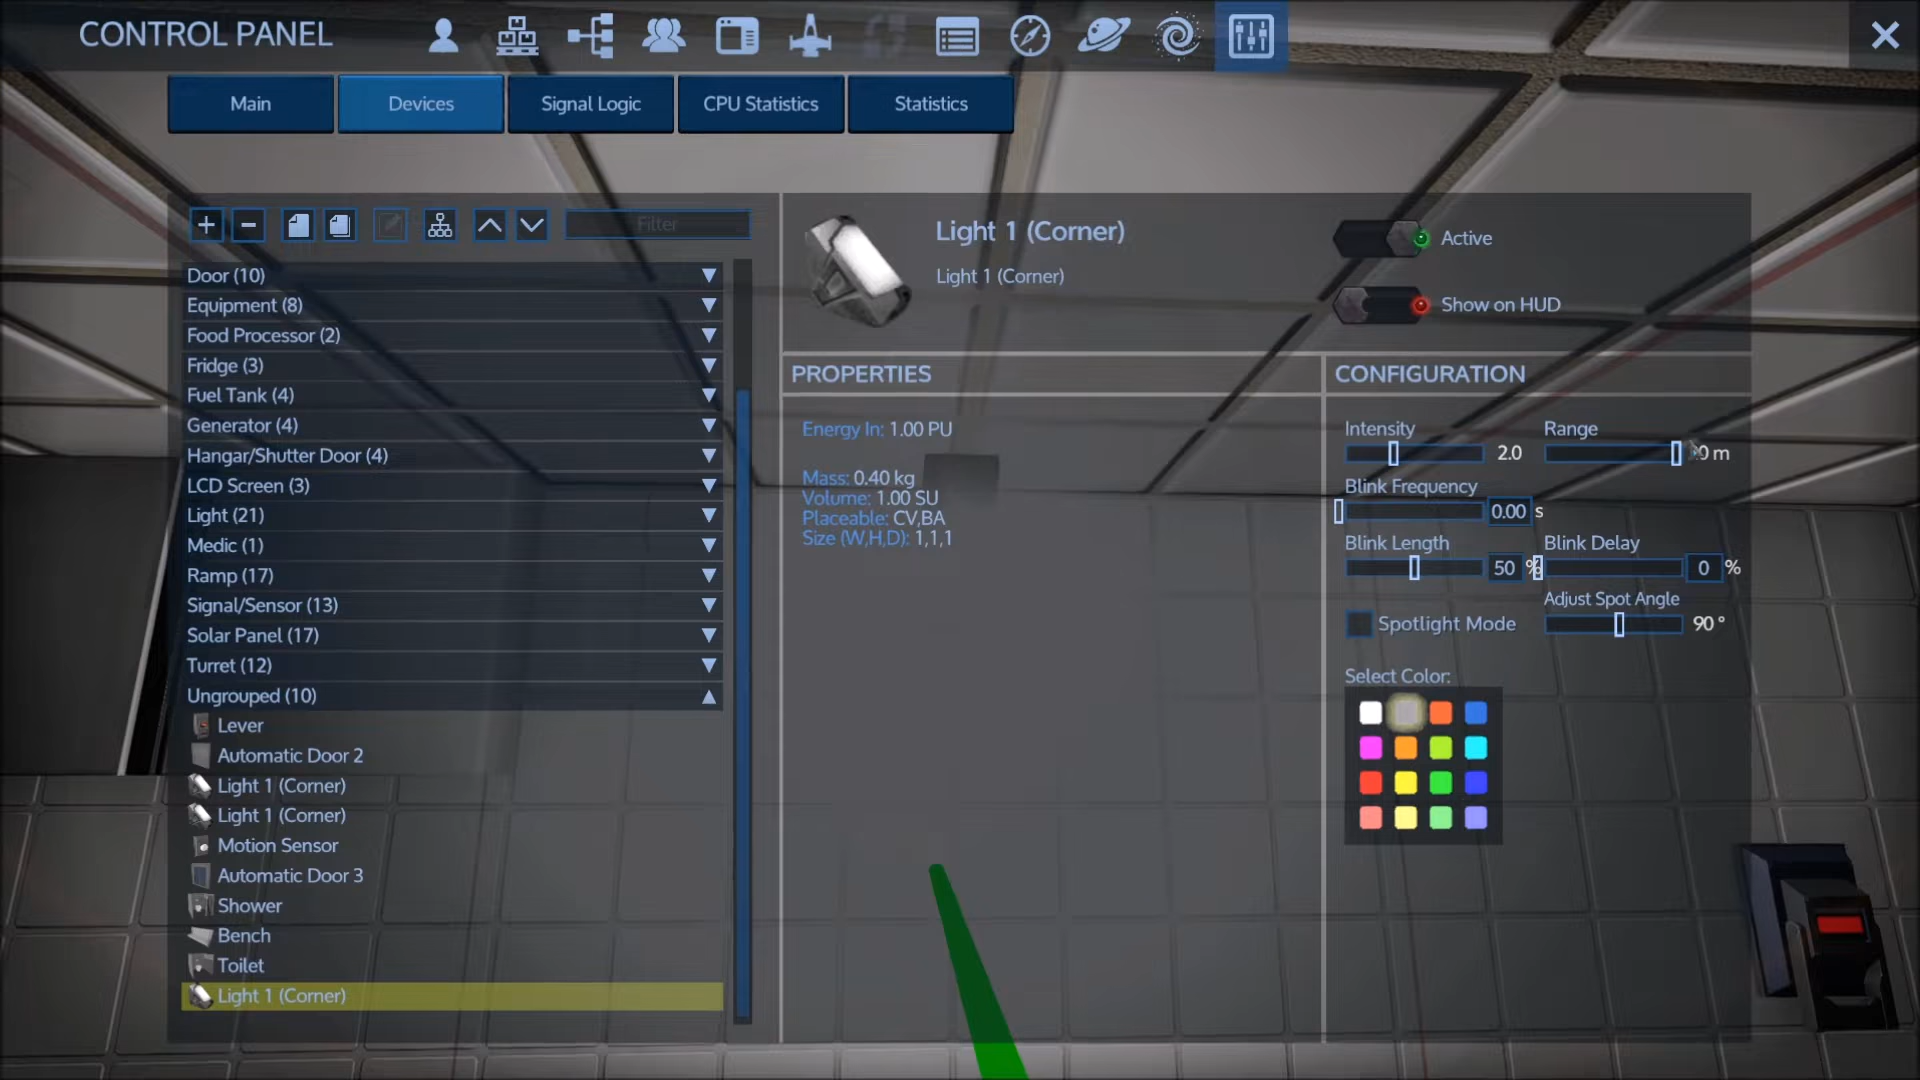 CONTROL PANEL
Main
Devices
Signal Logic
CPU Statistics
Statistics
Filter
Door (10)
Equipment (8)
Food Processor (2)
Fridge (3)
Fuel Tank (4)
Generator (4)
Hangar/Shutter Door (4)
LCD Screen (3)
Light (21)
Medic (1)
Ramp (17)
Signal/Sensor (13)
Solar Panel (17)
Turret (12)
Ungrouped (10)
Lever
Automatic Door 2
Light 1 (Corner)
Light 1 (Corner)
Motion Sensor
Automatic Door 3
Shower
Bench
Toilet
Light 1 (Corner)
Light 1 (Corner)
Light 1 (Corner)
Active
Show on HUD
PROPERTIES
Energy In: 1.00 PU
Mass: 0.40 kg
Volume: 1.00 SU
Placeable: CV,BA
Size (W,H,D): 1,1,1
CONFIGURATION
Intensity
2.0
Range
m
Blink Frequency
0.00 s
Blink Length
50 %
Blink Delay
0 %
Spotlight Mode
Adjust Spot Angle
90 °
Select Color: